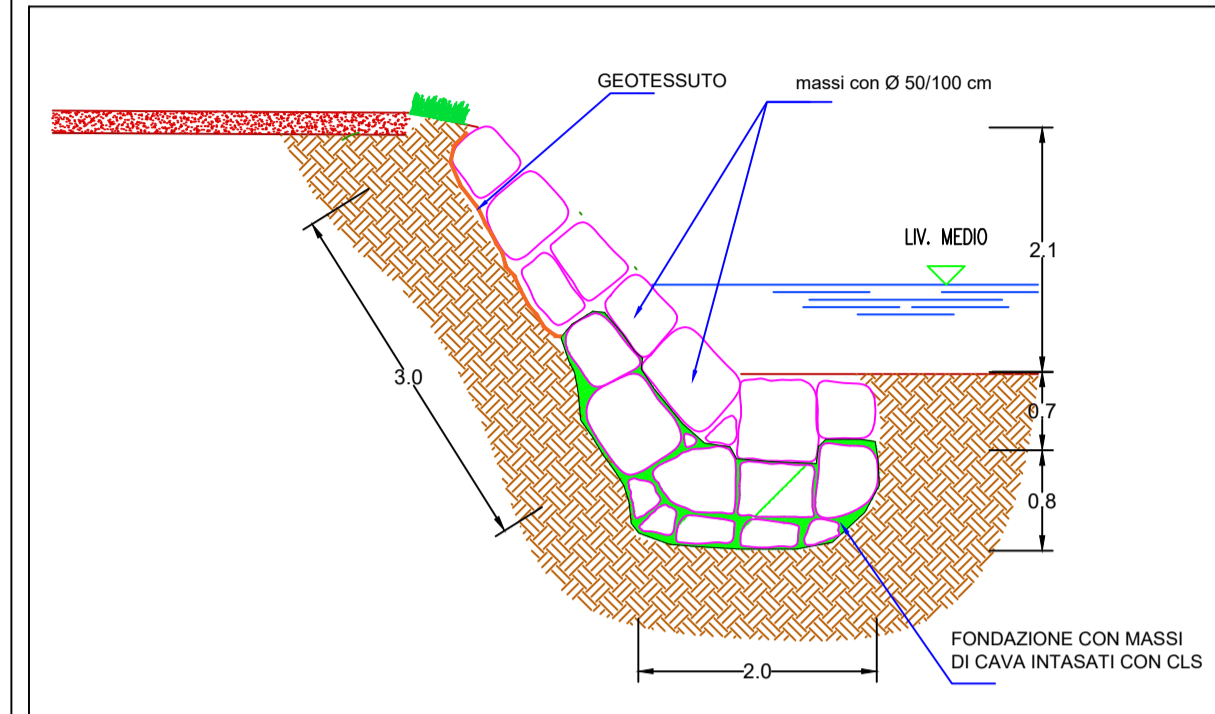 GEOTESSUTO
massi con Ø 50/100 cm
LIV. MEDIO
2.1
3.0
0.7
0.8
2.0
FONDAZIONE CON MASSI
DI CAVA INTASATI CON CLS